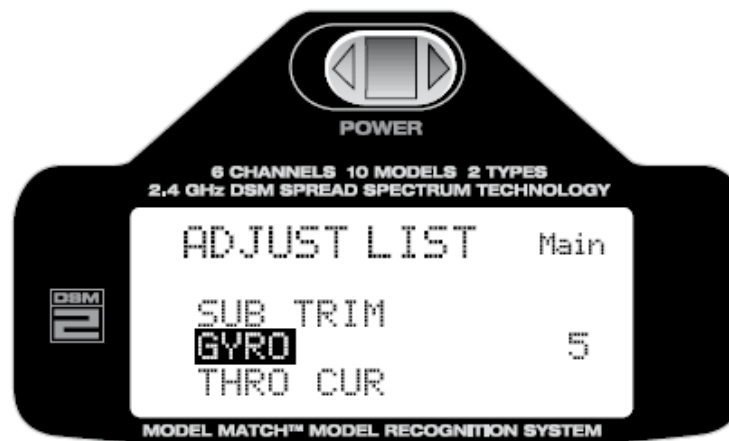 POWER
6 CHANNELS 10 MODELS 2 TYPES
2.4 GHz DSM SPREAD SPECTRUM TECHNOLOGY
ADJUST LIST Main
DSM
2
SUB TRIM
GYRO 5
THRO CUR
MODEL MATCH™ MODEL RECOGNITION SYSTEM